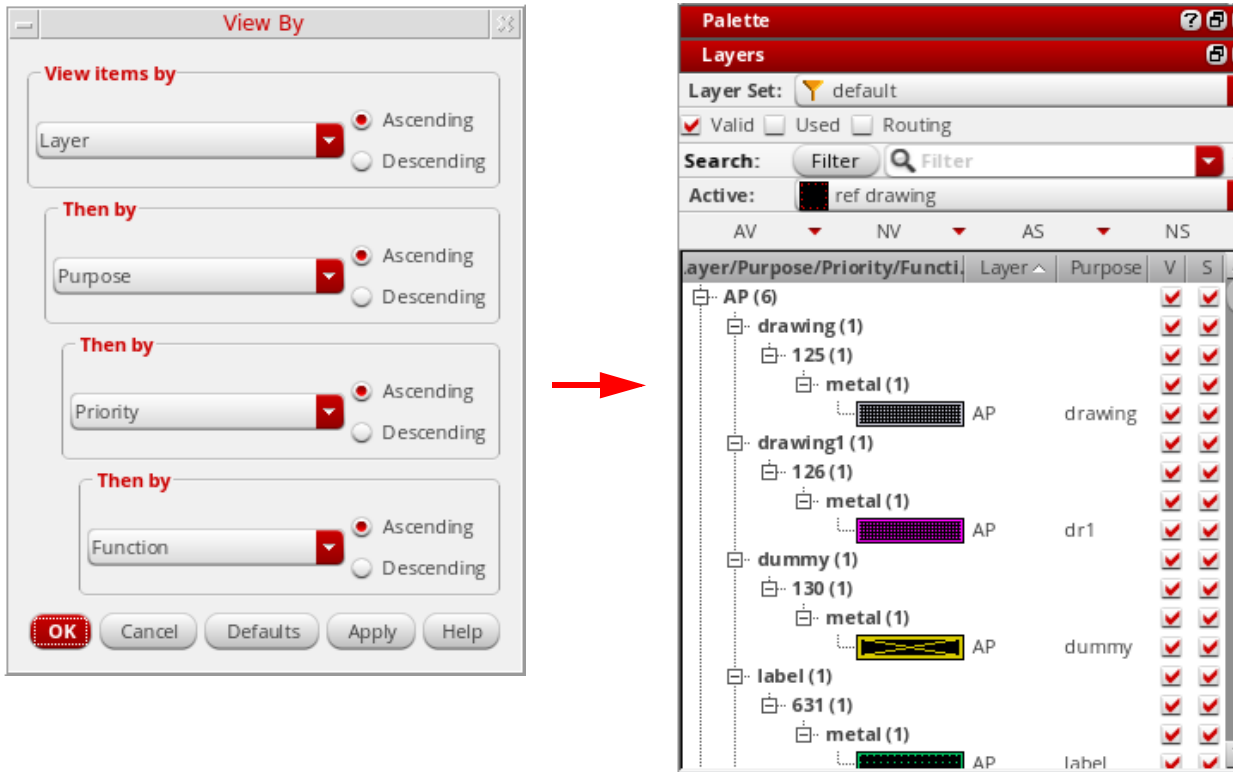 View By
View items by
Layer
Ascending
Descending
Then by
Purpose
Ascending
Descending
Then by
Priority
Ascending
Descending
Then by
Function
Ascending
Descending
OK Cancel Defaults Apply Help
Palette
Layers
Layer Set: default
Valid Used Routing
Search: Filter Filter
Active: ref drawing
AV NV AS NS
ayer/Purpose/Priority/Functi. Layer Purpose V S
AP (6)
drawing (1)
125 (1)
metal (1)
AP drawing
drawing1 (1)
126 (1)
metal (1)
AP dr1
dummy (1)
130 (1)
metal (1)
AP dummy
label (1)
631 (1)
metal (1)
AP label